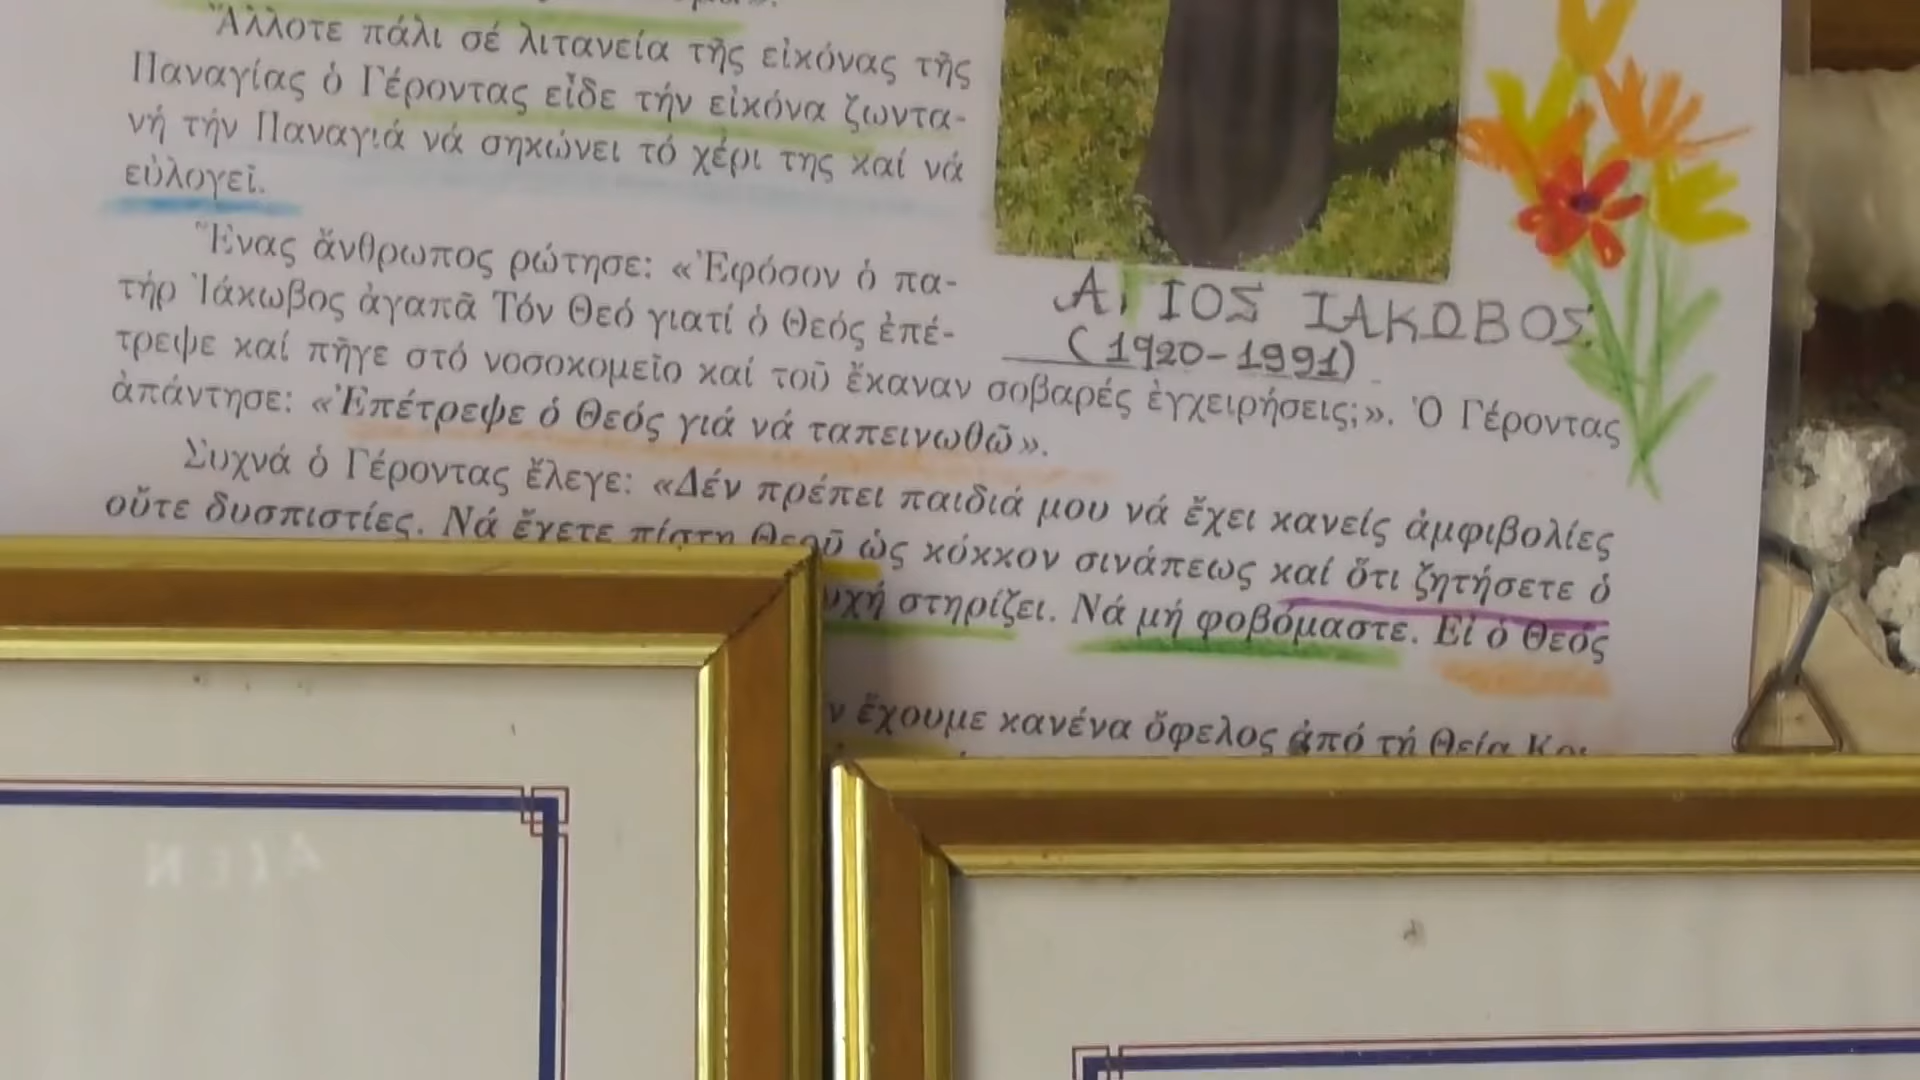 Ἄλλοτε πάλι σέ λιτανεία τῆς εἰκόνας τῆς
Παναγίας ὁ Γέροντας εἶδε τήν εἰκόνα ζωντα-
νή τήν Παναγιά νά σηκώνει τό χέρι της καί νά
εὐλογεῖ.
Ἕνας ἄνθρωπος ρώτησε: «Ἐφόσον ὁ πα-
τήρ Ἰάκωβος ἀγαπᾶ Τόν Θεό γιατί ὁ Θεός ἐπέ-
τρεψε καί πῆγε στό νοσοκομεῖο καί τοῦ ἔκαναν σοβαρές ἐγχειρήσεις;». Ὁ Γέροντας
ἀπάντησε: «Ἐπέτρεψε ὁ Θεός γιά νά ταπεινωθῶ».
Συχνά ὁ Γέροντας ἔλεγε: «Δέν πρέπει παιδιά μου νά ἔχει κανείς ἀμφιβολίες
οὔτε δυσπιστίες. Νά ἔχετε πίστη Θεοῦ ὡς κόκκον σινάπεως καί ὅτι ζητήσετε ὁ
στηρίζει. Νά μή φοβόμαστε. Εἰ ὁ Θεός
ἔχουμε κανένα ὄφελος ἀπό τή Θεία
ΑΓΙΟΣ ΙΑΚΩΒΟΣ
(1920-1991)